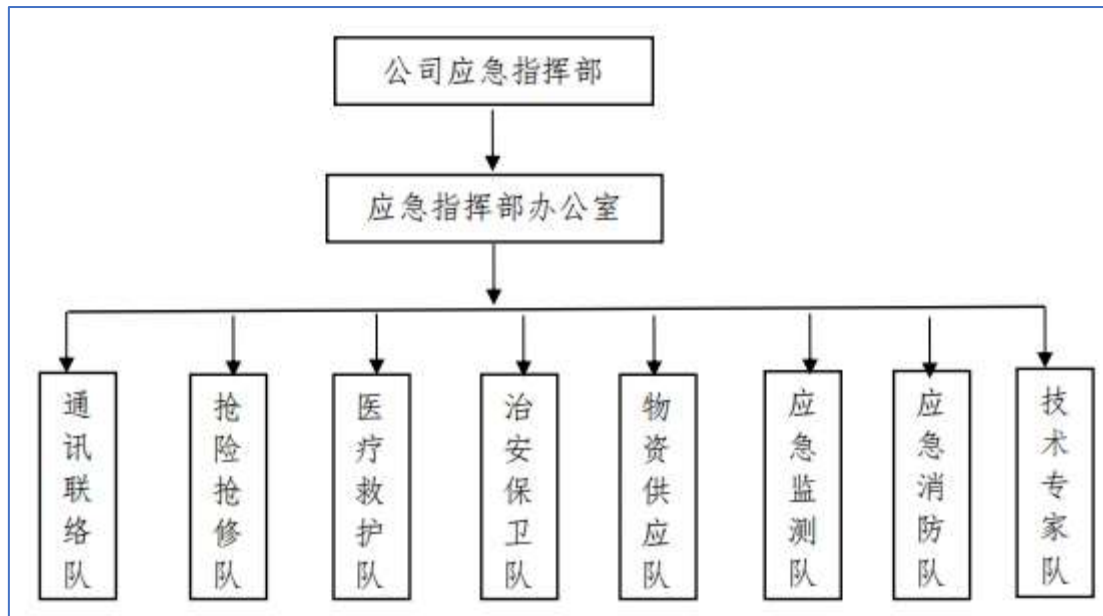 公司应急指挥部
应急指挥部办公室
通讯联络队
抢险抢修队
医疗救护队
治安保卫队
物资供应队
应急监测队
应急消防队
技术专家队